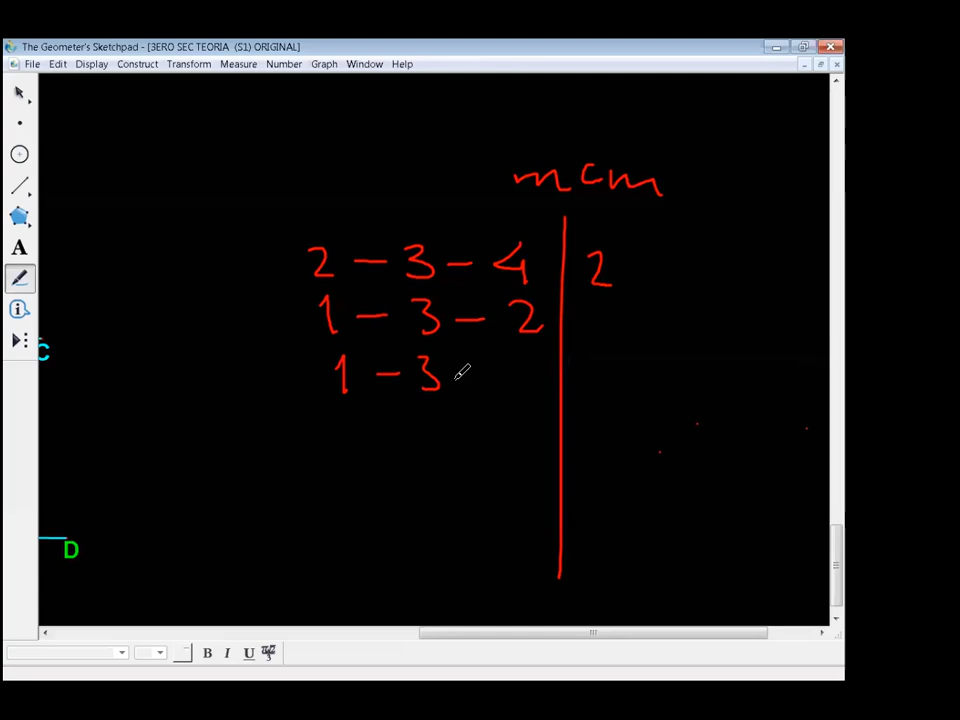 The Geometer's Sketchpad - [3ERO SEC TEORIA (S1) ORIGINAL]
File Edit Display Construct Transform Measure Number Graph Window Help
mcm
2 - 3 - 4 | 2
1 - 3 - 2
1 - 3
C
D
A
B I U